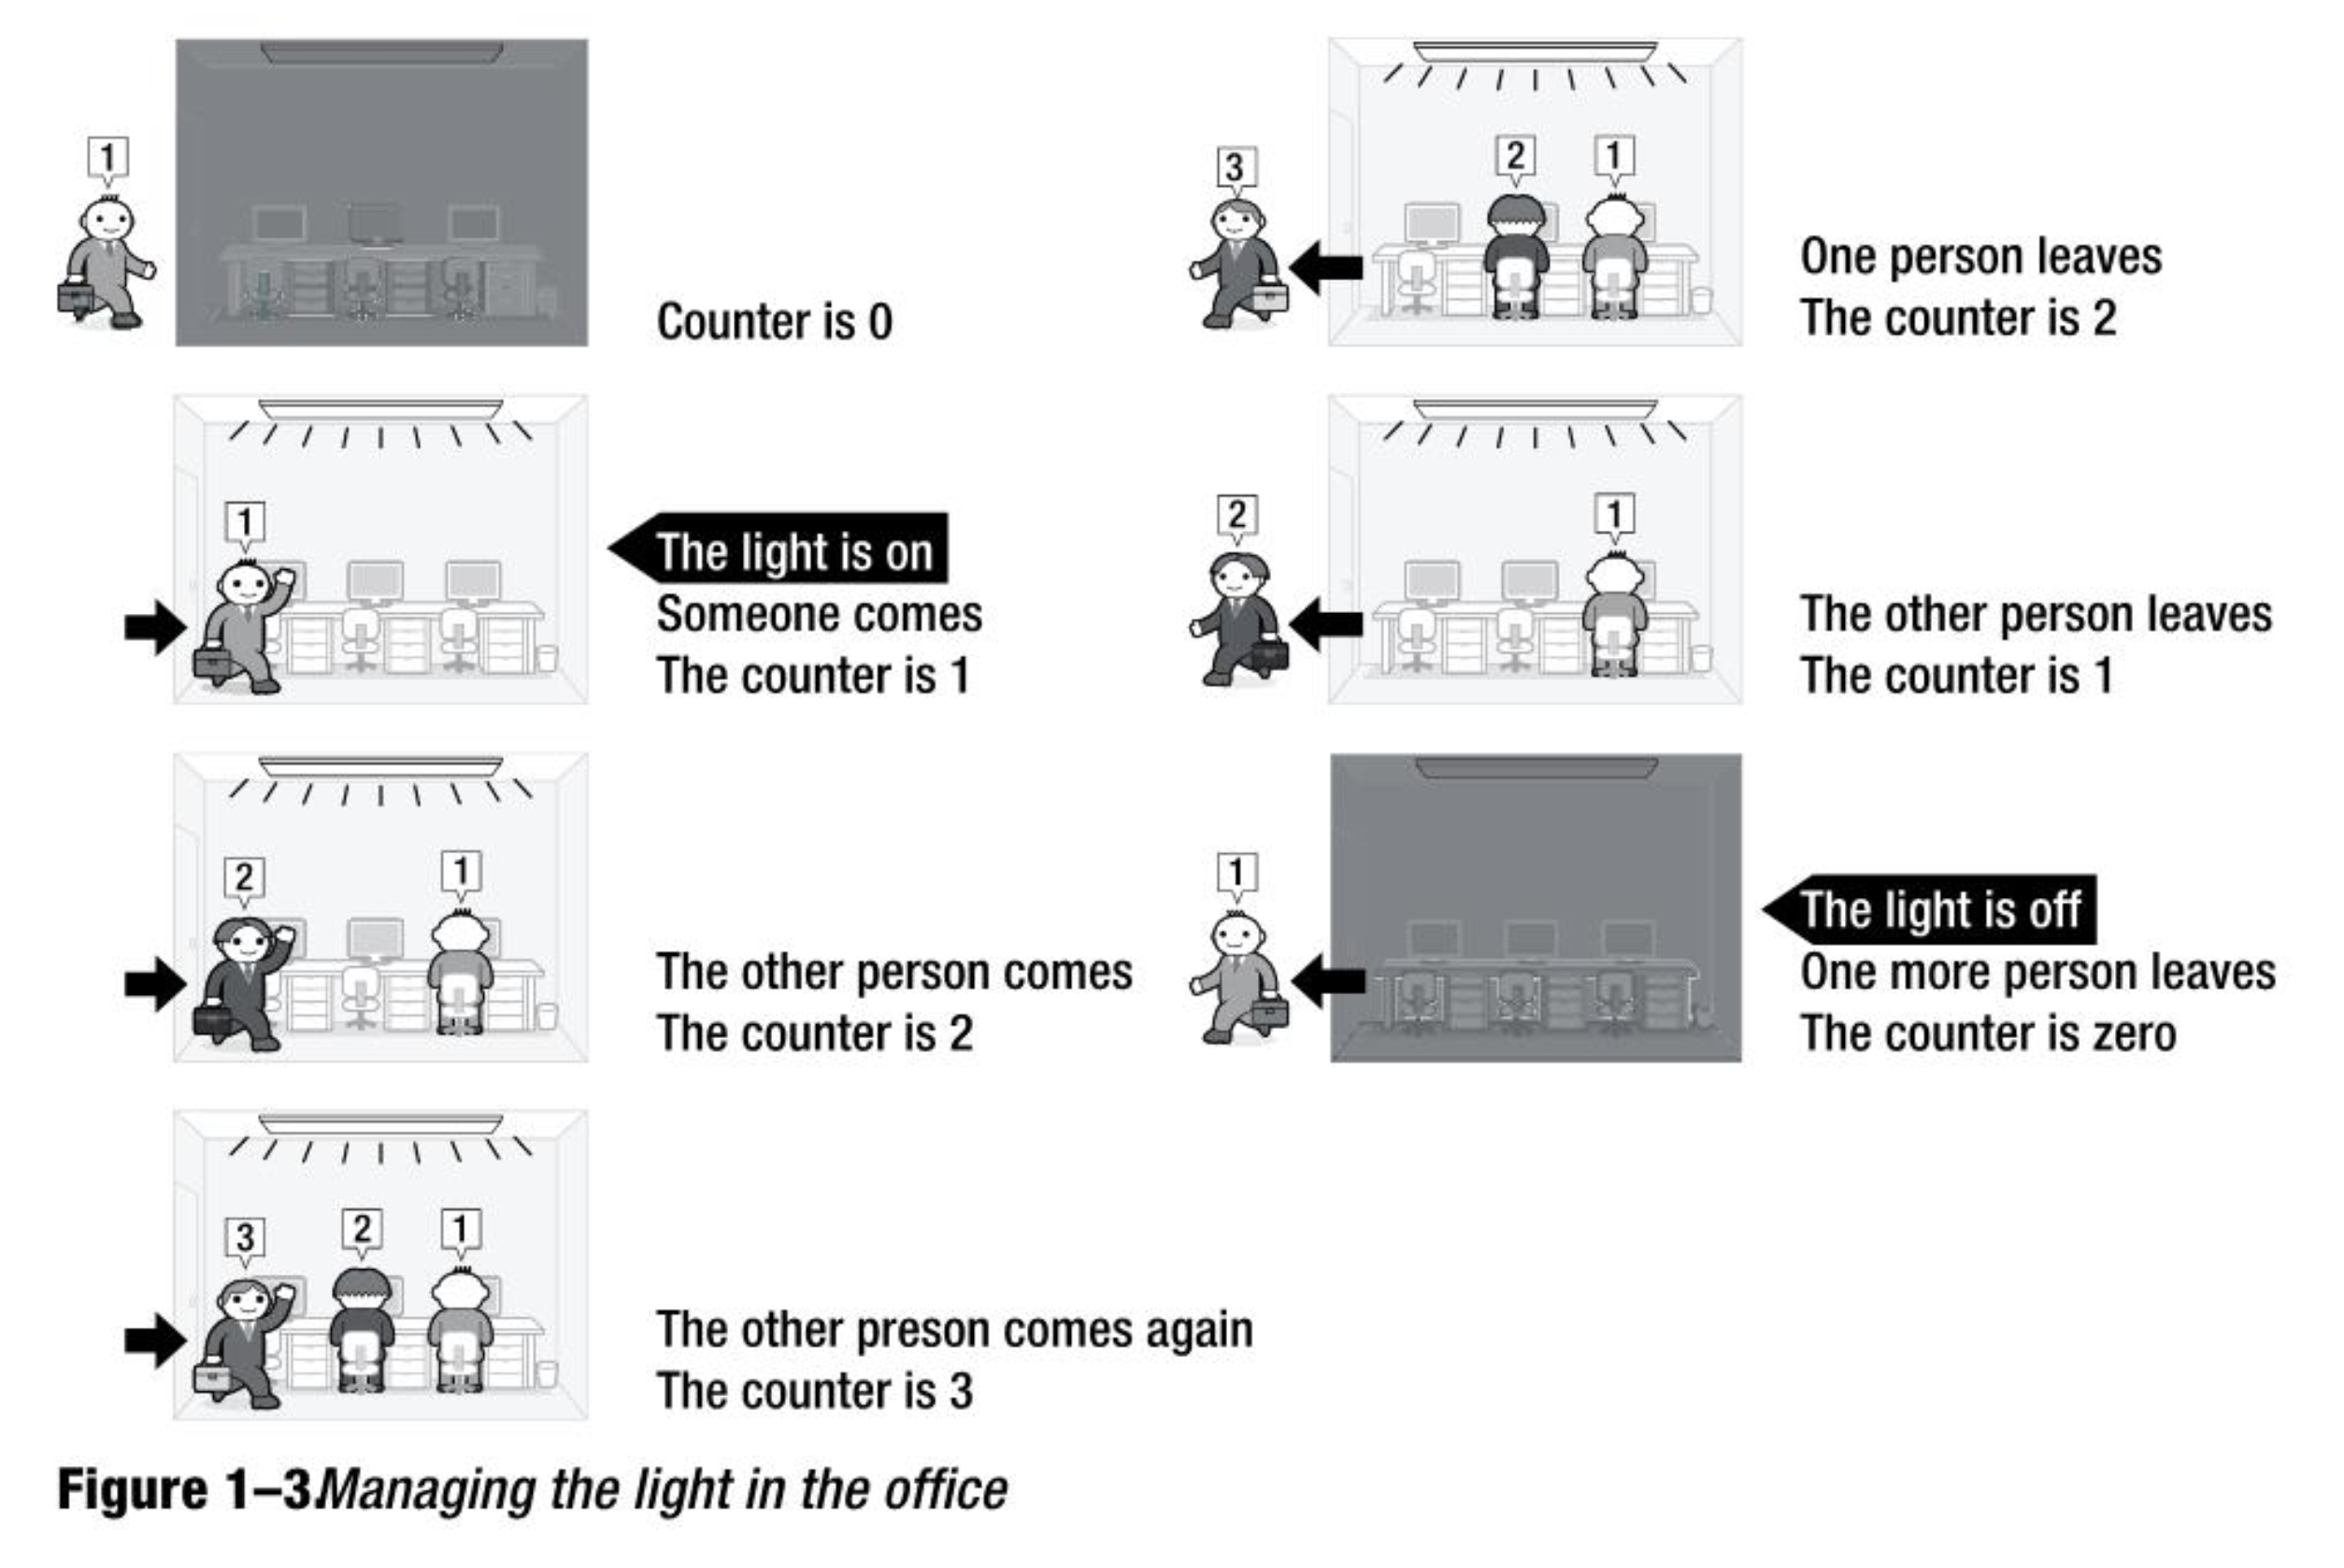 1
Counter is 0
1
The light is on
Someone comes
The counter is 1
2
1
The other person comes
The counter is 2
3
2
1
The other preson comes again
The counter is 3
3
2
1
One person leaves
The counter is 2
2
1
The other person leaves
The counter is 1
1
The light is off
One more person leaves
The counter is zero
Figure 1–3.Managing the light in the office